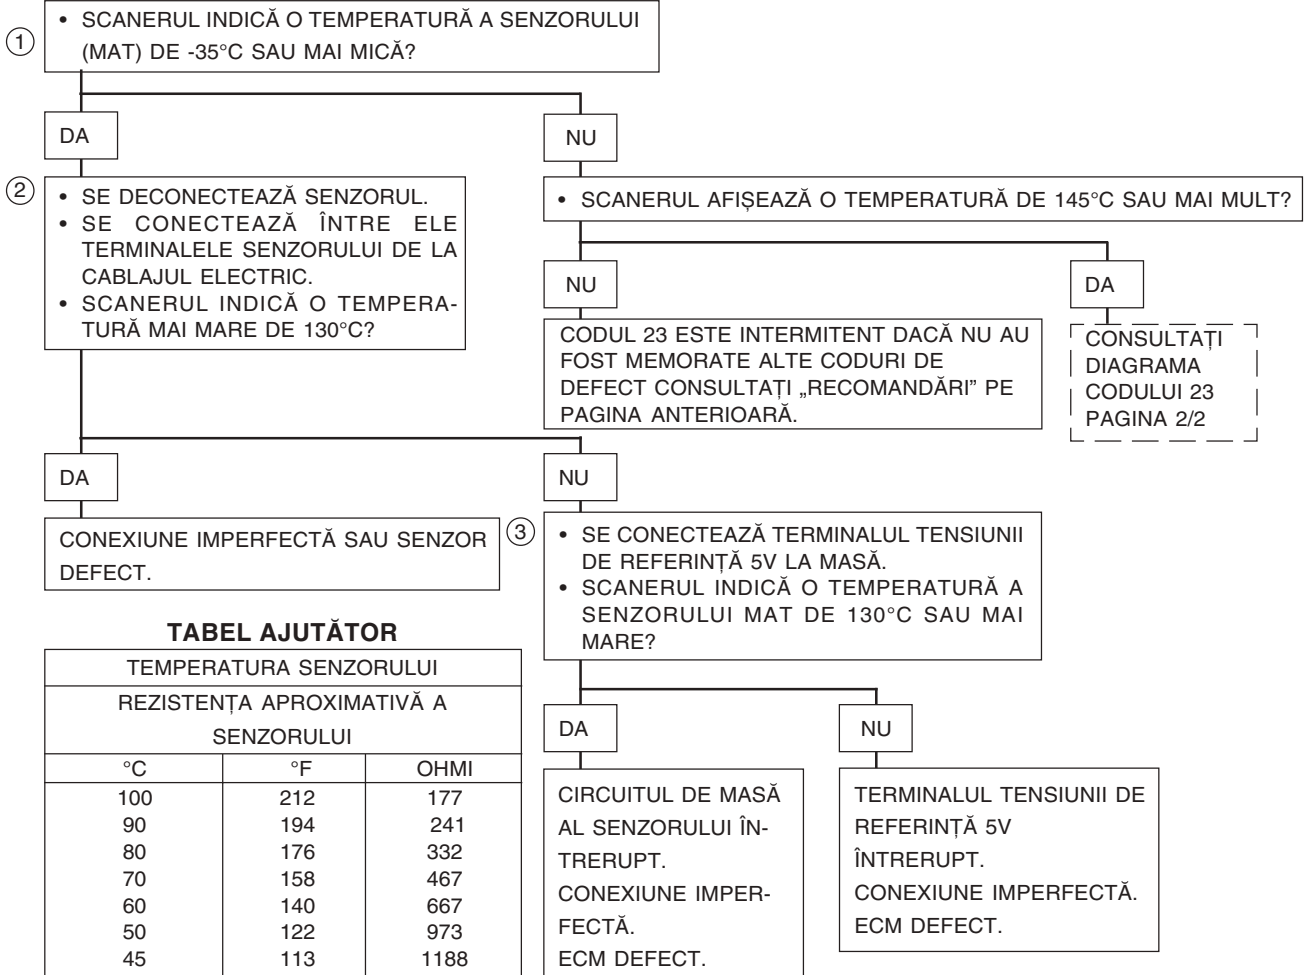 1
• SCANERUL INDICĂ O TEMPERATURĂ A SENZORULUI
(MAT) DE -35°C SAU MAI MICĂ?
DA
NU
2
• SE DECONECTEAZĂ SENZORUL.
• SE CONECTEAZĂ ÎNTRE ELE
TERMINALELE SENZORULUI DE LA
CABLAJUL ELECTRIC.
• SCANERUL INDICĂ O TEMPERA-
TURĂ MAI MARE DE 130°C?
• SCANERUL AFIȘEAZĂ O TEMPERATURĂ DE 145°C SAU MAI MULT?
NU
DA
CODUL 23 ESTE INTERMITENT DACĂ NU AU
FOST MEMORATE ALTE CODURI DE
DEFECT CONSULTAȚI „RECOMANDĂRI” PE
PAGINA ANTERIOARĂ.
CONSULTAȚI
DIAGRAMA
CODULUI 23
PAGINA 2/2
DA
NU
CONEXIUNE IMPERFECTĂ SAU SENZOR
DEFECT.
3
• SE CONECTEAZĂ TERMINALUL TENSIUNII
DE REFERINȚĂ 5V LA MASĂ.
• SCANERUL INDICĂ O TEMPERATURĂ A
SENZORULUI MAT DE 130°C SAU MAI
MARE?
TABEL AJUTĂTOR
TEMPERATURA SENZORULUI
REZISTENȚA APROXIMATIVĂ A
SENZORULUI
°C °F OHMI
100 212 177
90 194 241
80 176 332
70 158 467
60 140 667
50 122 973
45 113 1188
DA
NU
CIRCUITUL DE MASĂ
AL SENZORULUI ÎN-
TRERUPT.
CONEXIUNE IMPER-
FECTĂ.
ECM DEFECT.
TERMINALUL TENSIUNII DE
REFERINȚĂ 5V
ÎNTRERUPT.
CONEXIUNE IMPERFECTĂ.
ECM DEFECT.